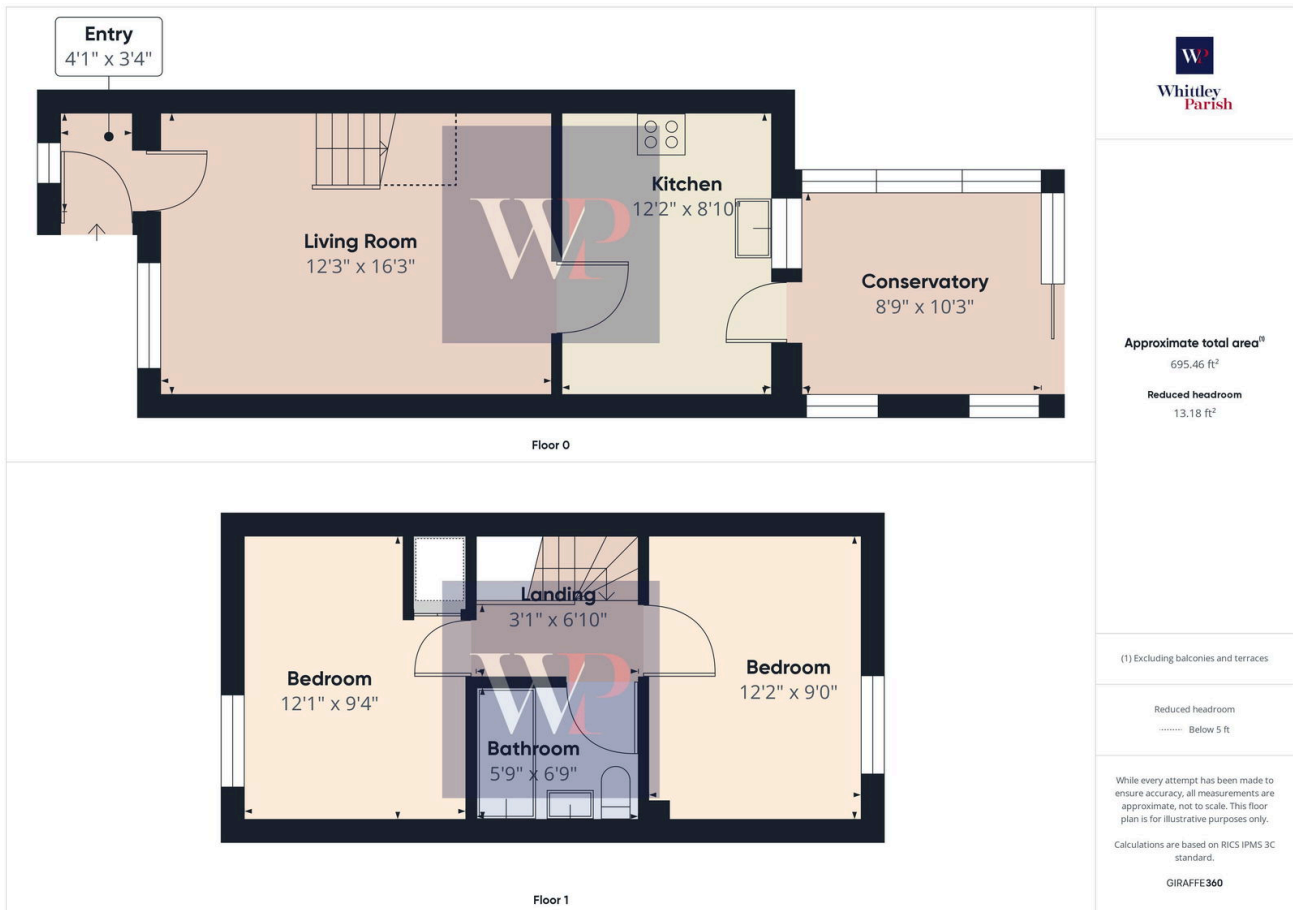 Entry
4'1" x 3'4"
Living Room
12'3" x 16'3"
Kitchen
12'2" x 8'10"
Conservatory
8'9" x 10'3"
WP
Floor 0
Landing
3'1" x 6'10"
Bedroom
12'1" x 9'4"
Bedroom
12'2" x 9'0"
Bathroom
5'9" x 6'9"
WP
Floor 1
WP
Whittley
Parish
Approximate total area⁽¹⁾
695.46 ft²
Reduced headroom
13.18 ft²
(1) Excluding balconies and terraces
Reduced headroom
Below 5 ft
While every attempt has been made to
ensure accuracy, all measurements are
approximate, not to scale. This floor
plan is for illustrative purposes only.
Calculations are based on RICS IPMS 3C
standard.
GIRAFFE360